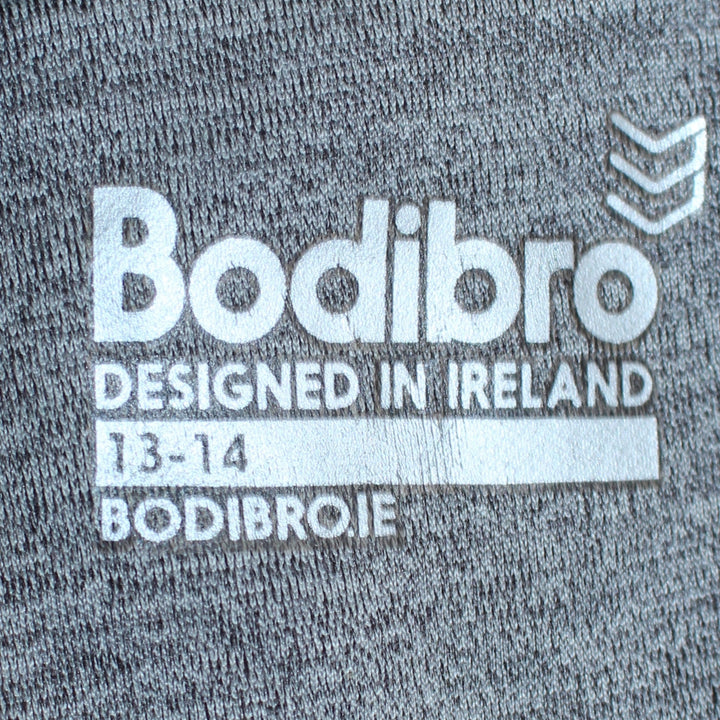 Bodibro
DESIGNED IN IRELAND
13-14
BODIBRO.IE